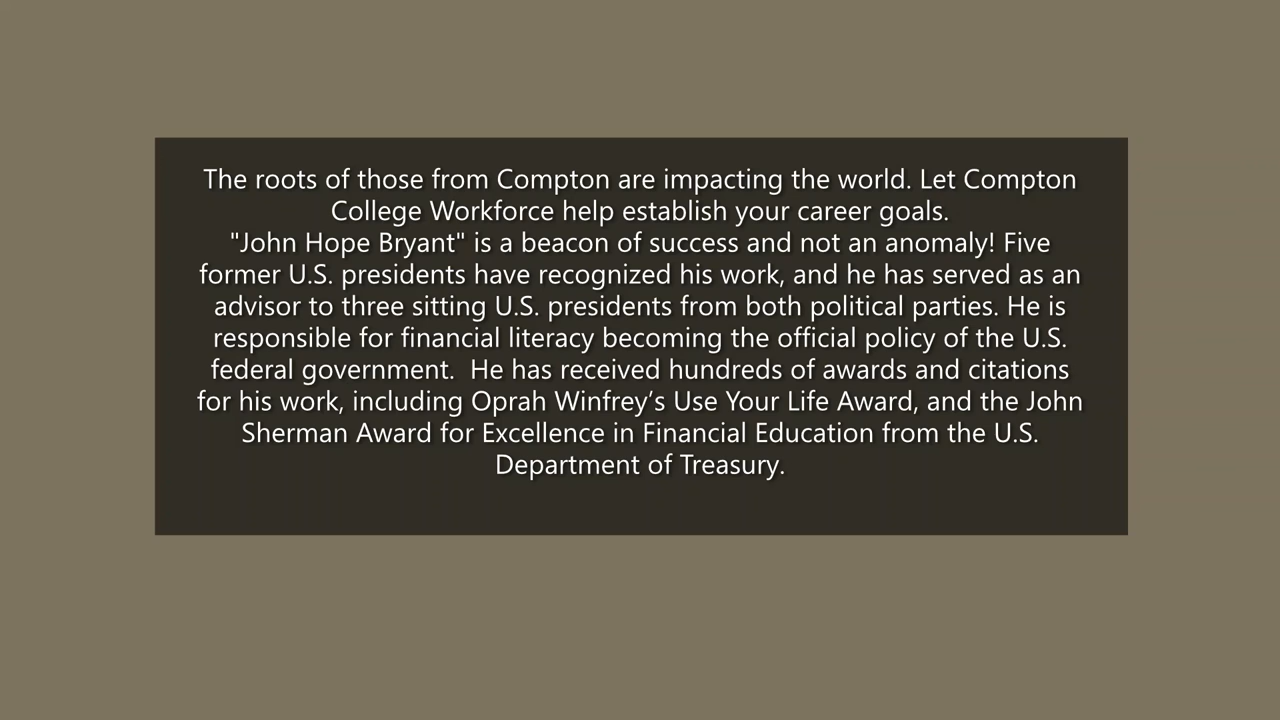 The roots of those from Compton are impacting the world. Let Compton
College Workforce help establish your career goals.
"John Hope Bryant" is a beacon of success and not an anomaly! Five
former U.S. presidents have recognized his work, and he has served as an
advisor to three sitting U.S. presidents from both political parties. He is
responsible for financial literacy becoming the official policy of the U.S.
federal government.  He has received hundreds of awards and citations
for his work, including Oprah Winfrey’s Use Your Life Award, and the John
Sherman Award for Excellence in Financial Education from the U.S.
Department of Treasury.